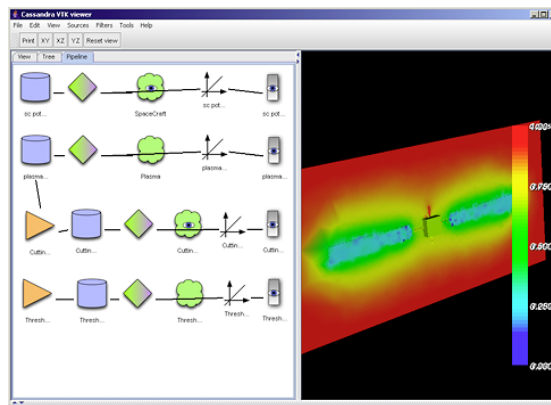 Cassandra VTK viewer
File Edit View Sources Filters Tools Help
Print XY XZ YZ Reset view
View Tree Pipeline
sc pot... SpaceCraft sc pot... sc pot...
plasma... Plasma plasma... plasma...
Cuttin... Cuttin... Cuttin... Cuttin... Cuttin...
Thresh... Thresh... Thresh... Thresh... Thresh...